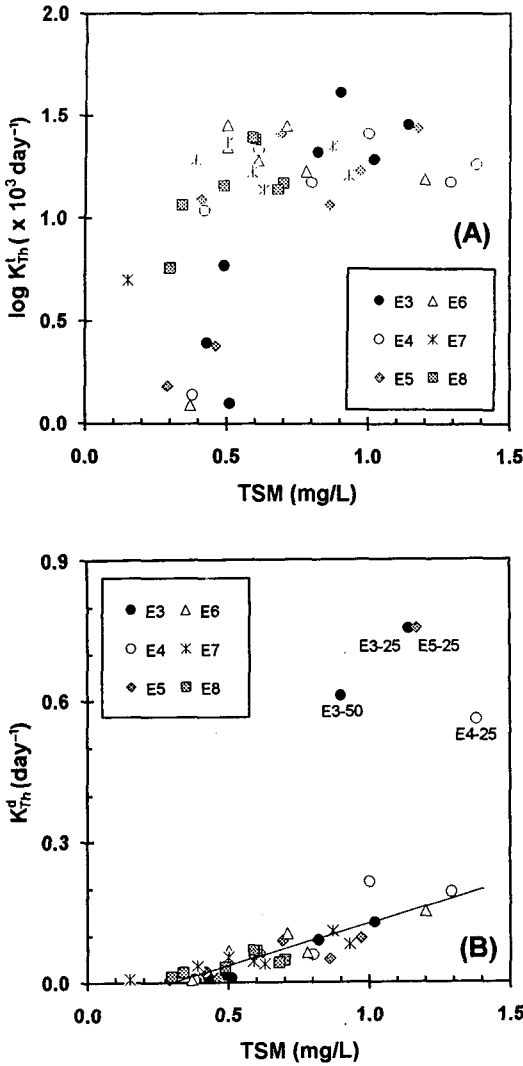 2.0
1.5
1.0
0.5
0.0
log K^t_Th ( x 10^3 day^−1)
(A)
E3 E6
E4 E7
E5 E8
0.0 0.5 1.0 1.5
TSM (mg/L)
0.9
0.6
0.3
0.0
K^d_Th (day^−1)
E3 E6
E4 E7
E5 E8
E3-25 E5-25
E3-50
E4-25
(B)
0.0 0.5 1.0 1.5
TSM (mg/L)